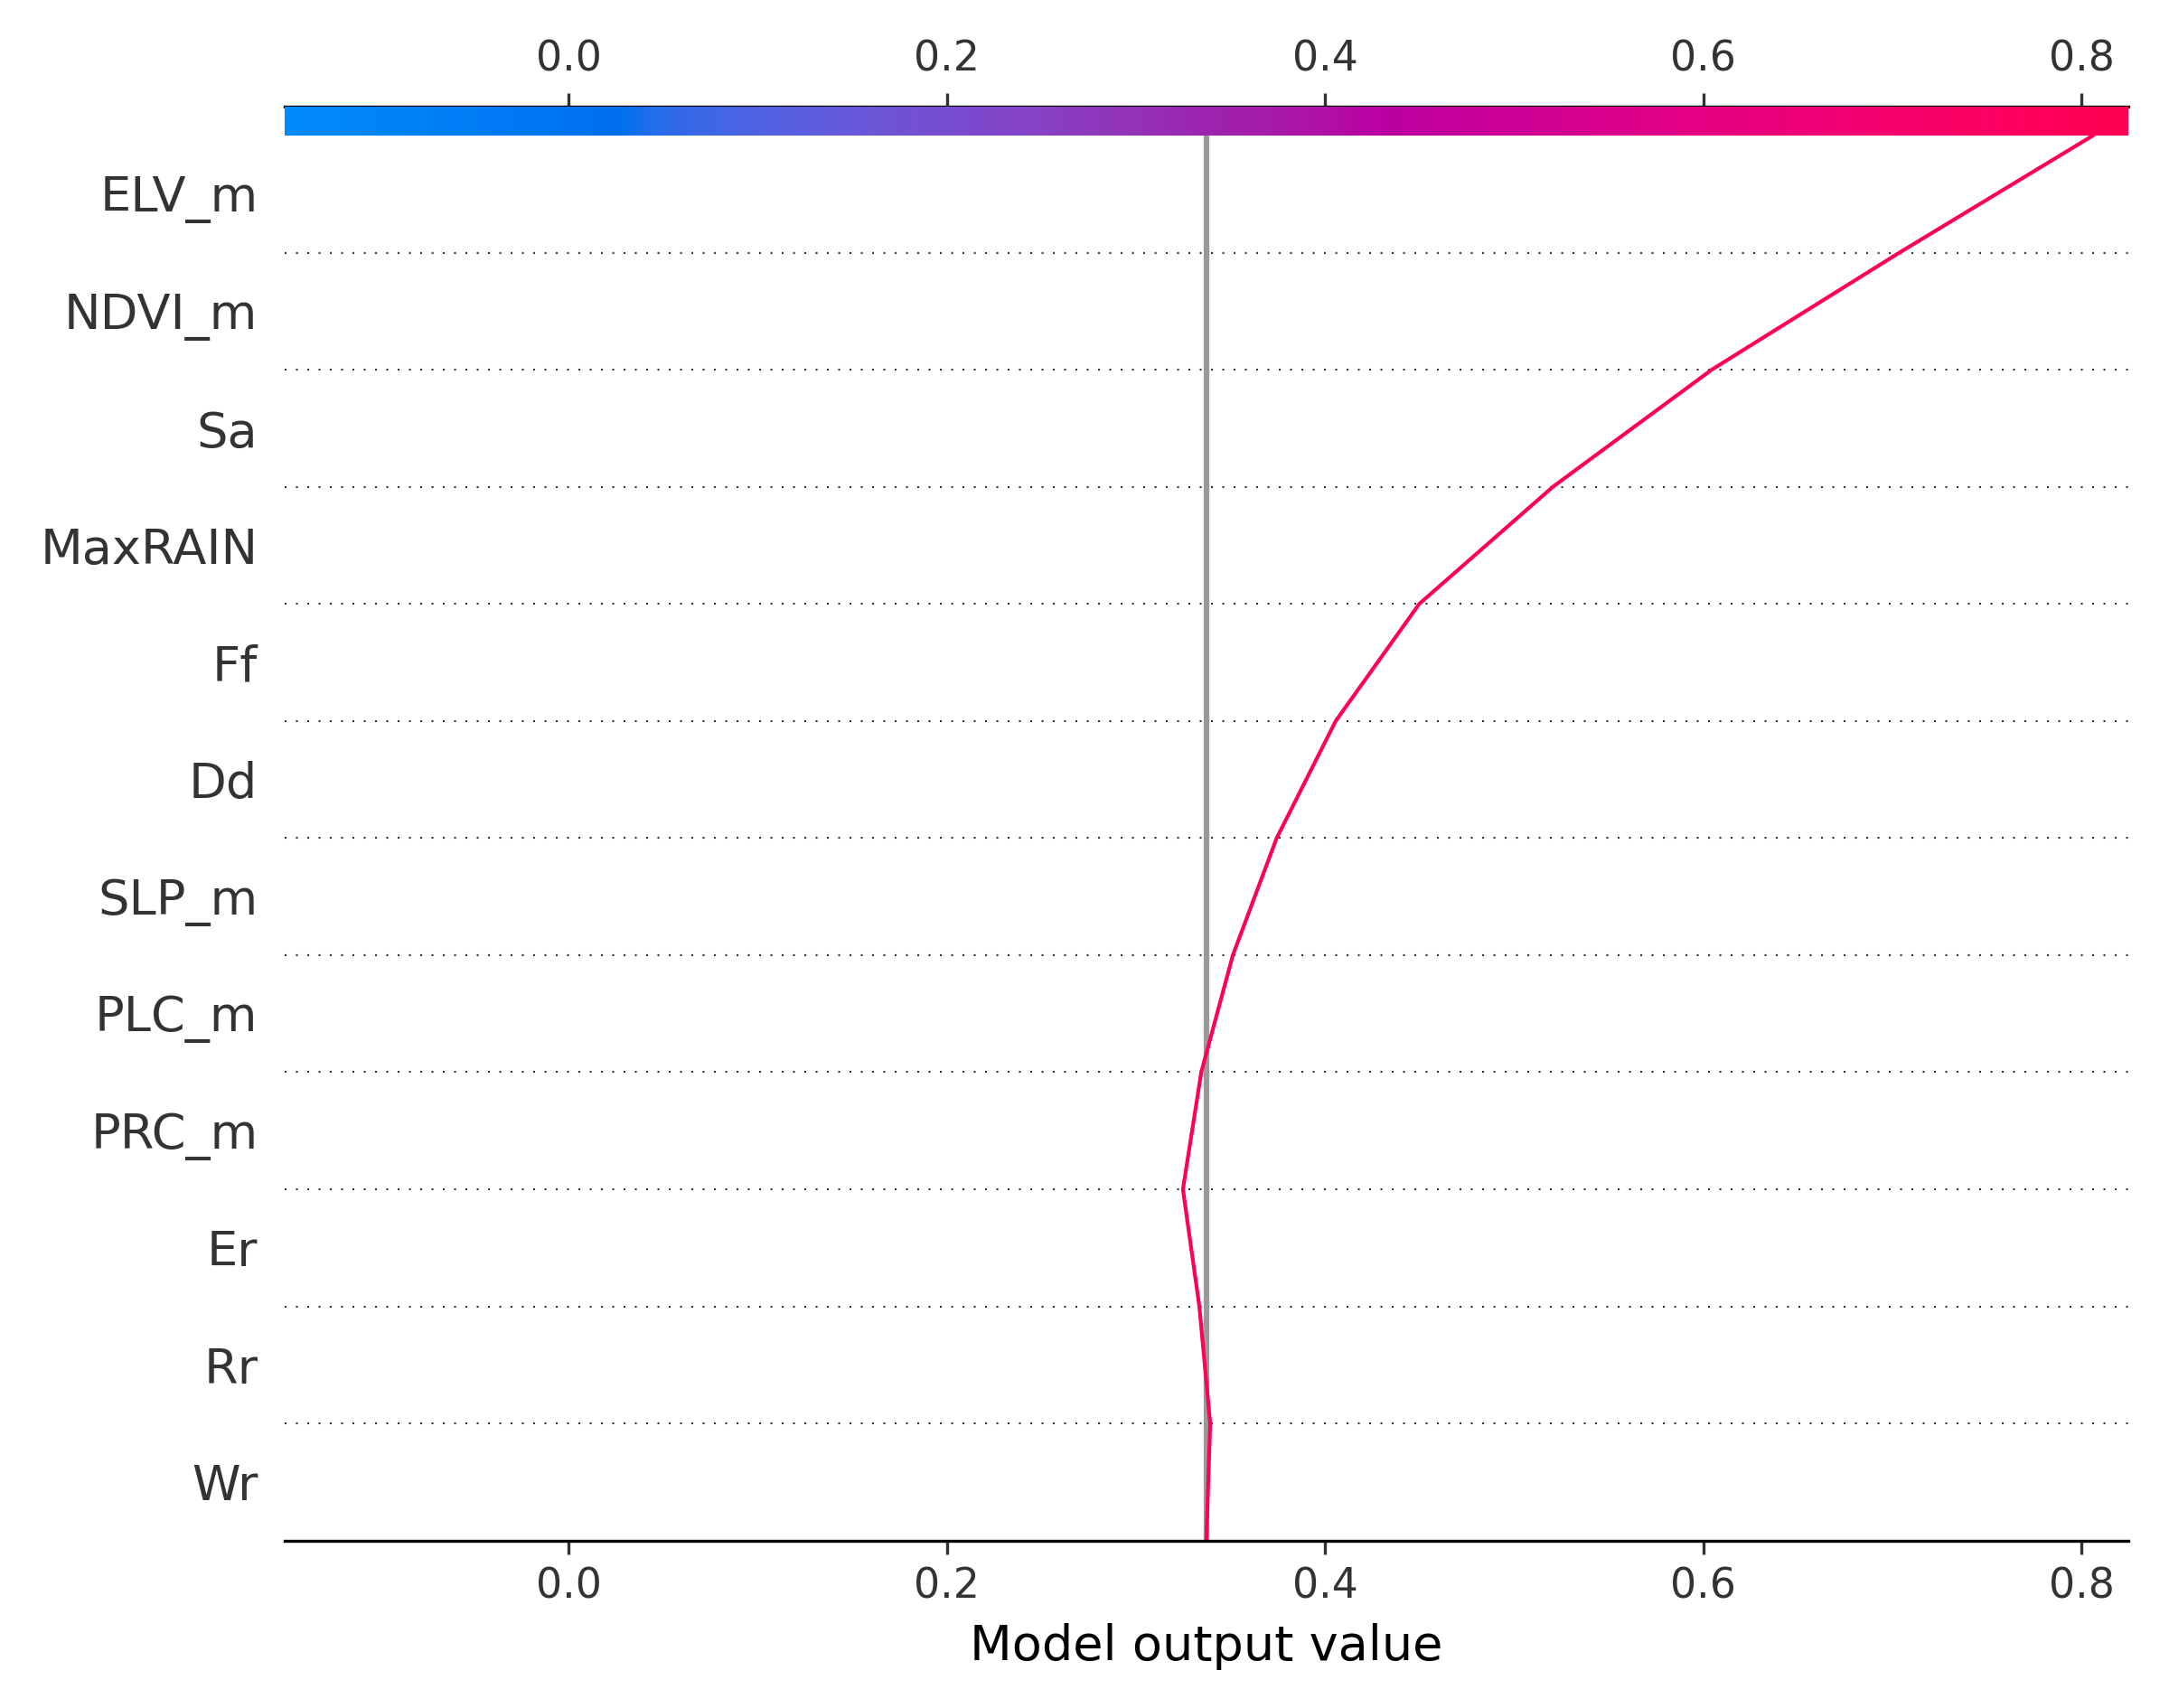 0.0 0.2 0.4 0.6 0.8
ELV_m
NDVI_m
Sa
MaxRAIN
Ff
Dd
SLP_m
PLC_m
PRC_m
Er
Rr
Wr
0.0 0.2 0.4 0.6 0.8
Model output value